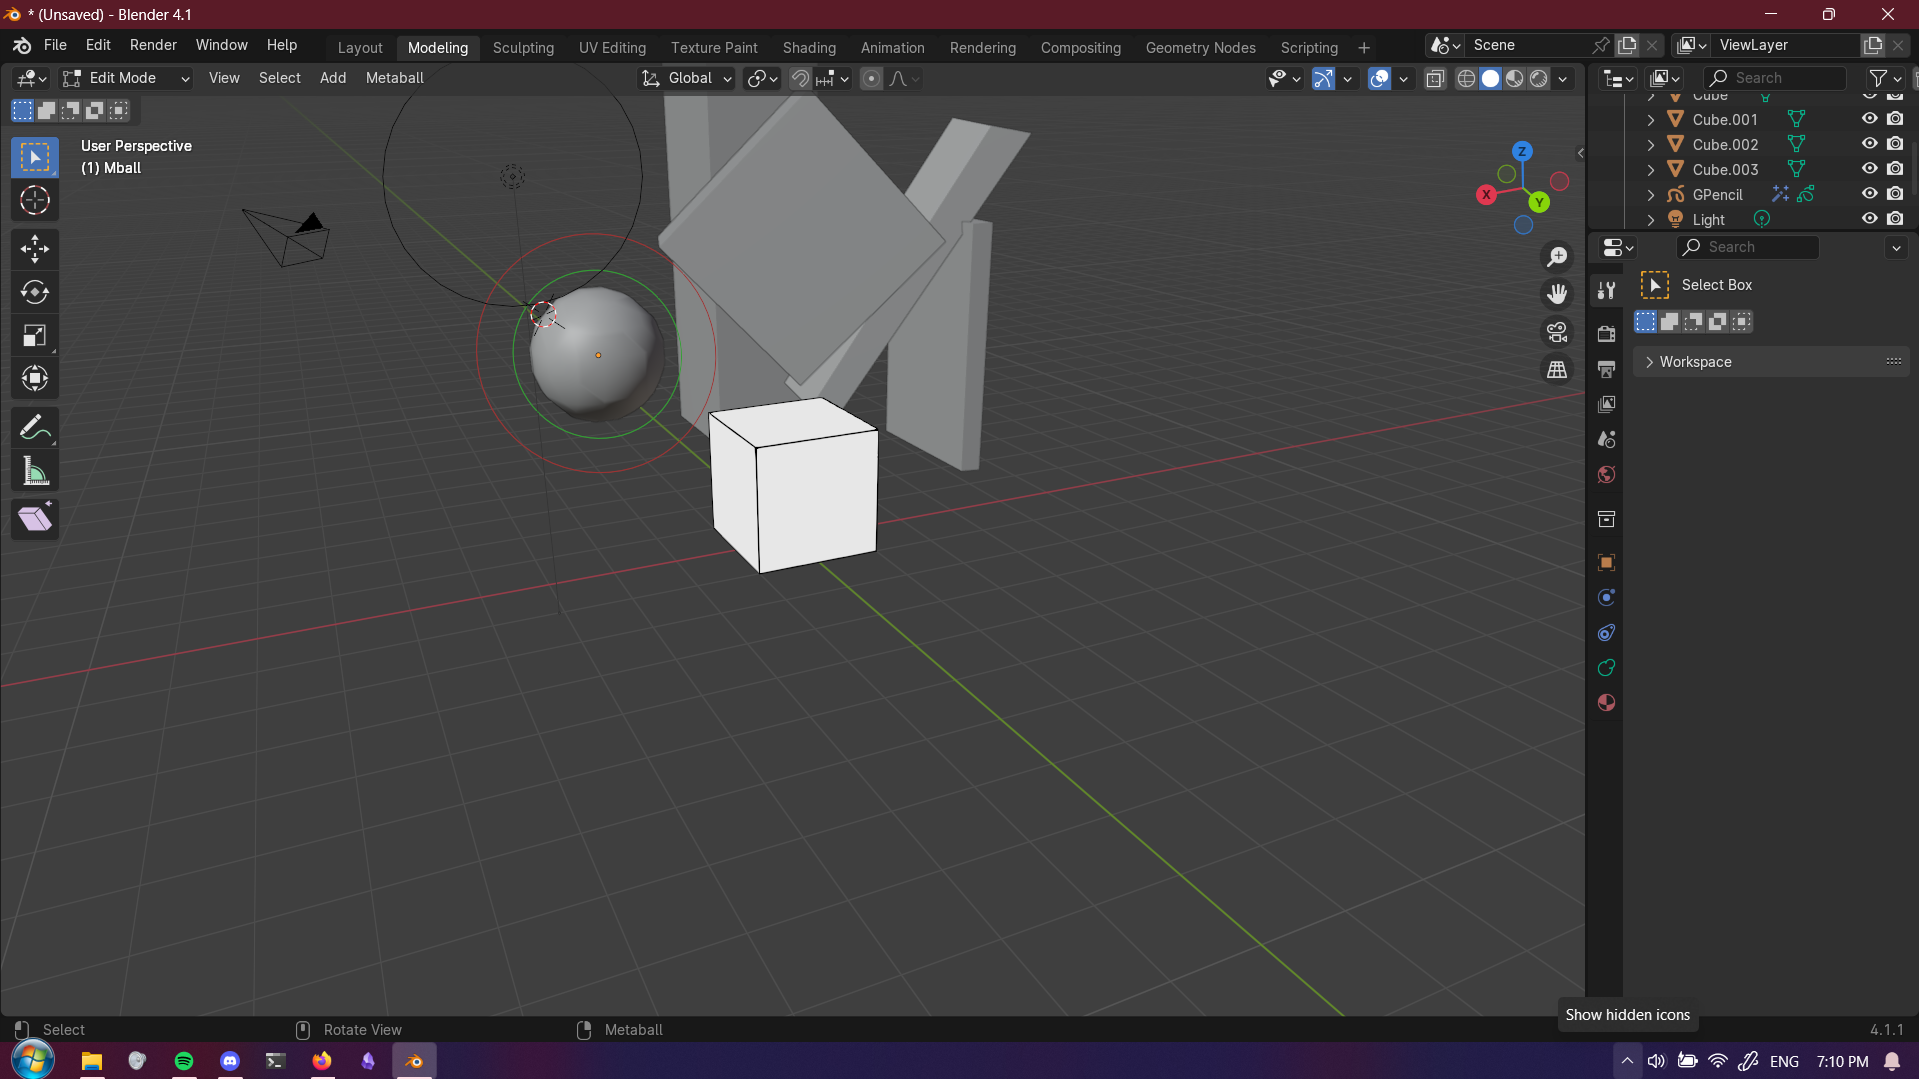 * (Unsaved) - Blender 4.1
File Edit Render Window Help Layout Modeling Sculpting UV Editing Texture Paint Shading Animation Rendering Compositing Geometry Nodes Scripting + Scene ViewLayer
Edit Mode View Select Add Metaball Global Search
User Perspective
(1) Mball
Z
X
Y
Cube
Cube.001
Cube.002
Cube.003
GPencil
Light
Search
Select Box
Workspace
Show hidden icons
Select Rotate View Metaball 4.1.1
ENG 7:10 PM